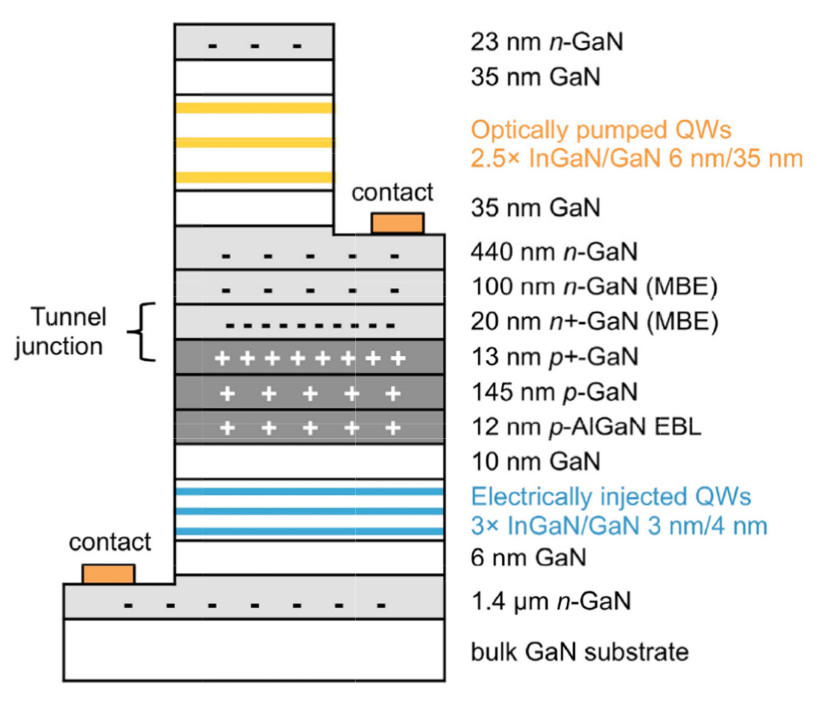 23 nm n-GaN
35 nm GaN
Optically pumped QWs
2.5× InGaN/GaN 6 nm/35 nm
contact
35 nm GaN
440 nm n-GaN
100 nm n-GaN (MBE)
Tunnel
junction
20 nm n+-GaN (MBE)
13 nm p+-GaN
145 nm p-GaN
12 nm p-AlGaN EBL
10 nm GaN
Electrically injected QWs
3× InGaN/GaN 3 nm/4 nm
contact
6 nm GaN
1.4 μm n-GaN
bulk GaN substrate